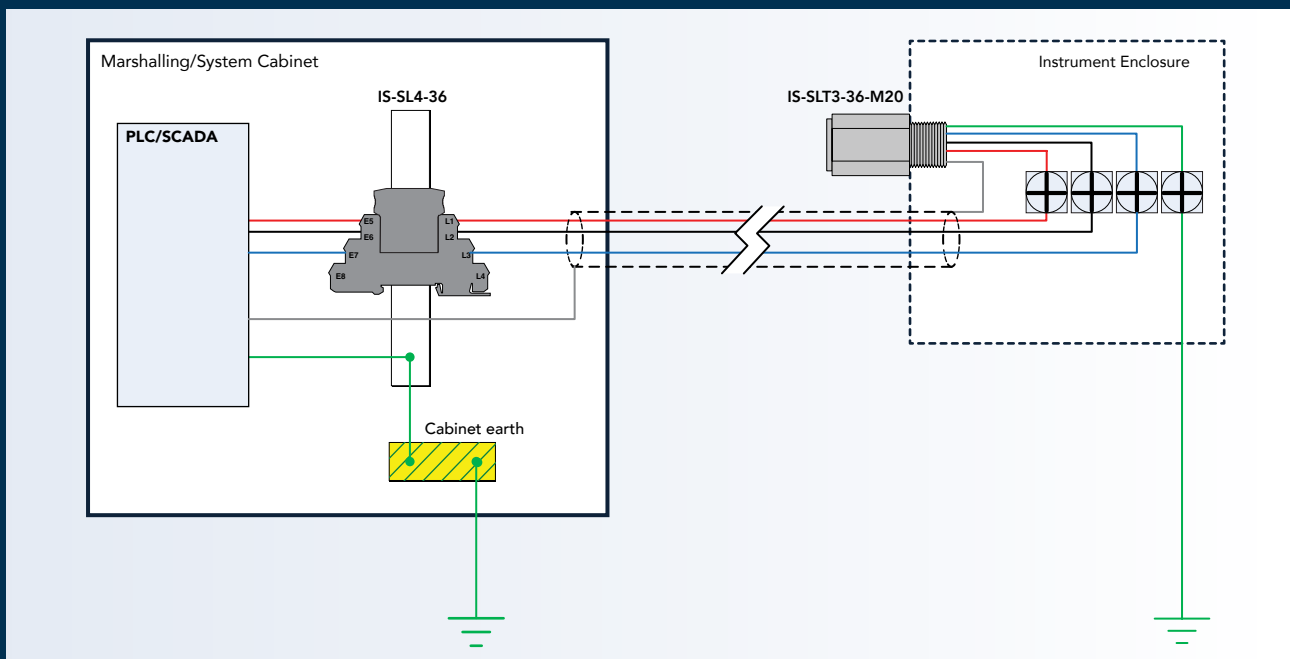 Marshalling/System Cabinet
Instrument Enclosure
IS-SL4-36
IS-SLT3-36-M20
PLC/SCADA
E5
L1
E6
L2
E7
L3
E8
L4
Cabinet earth